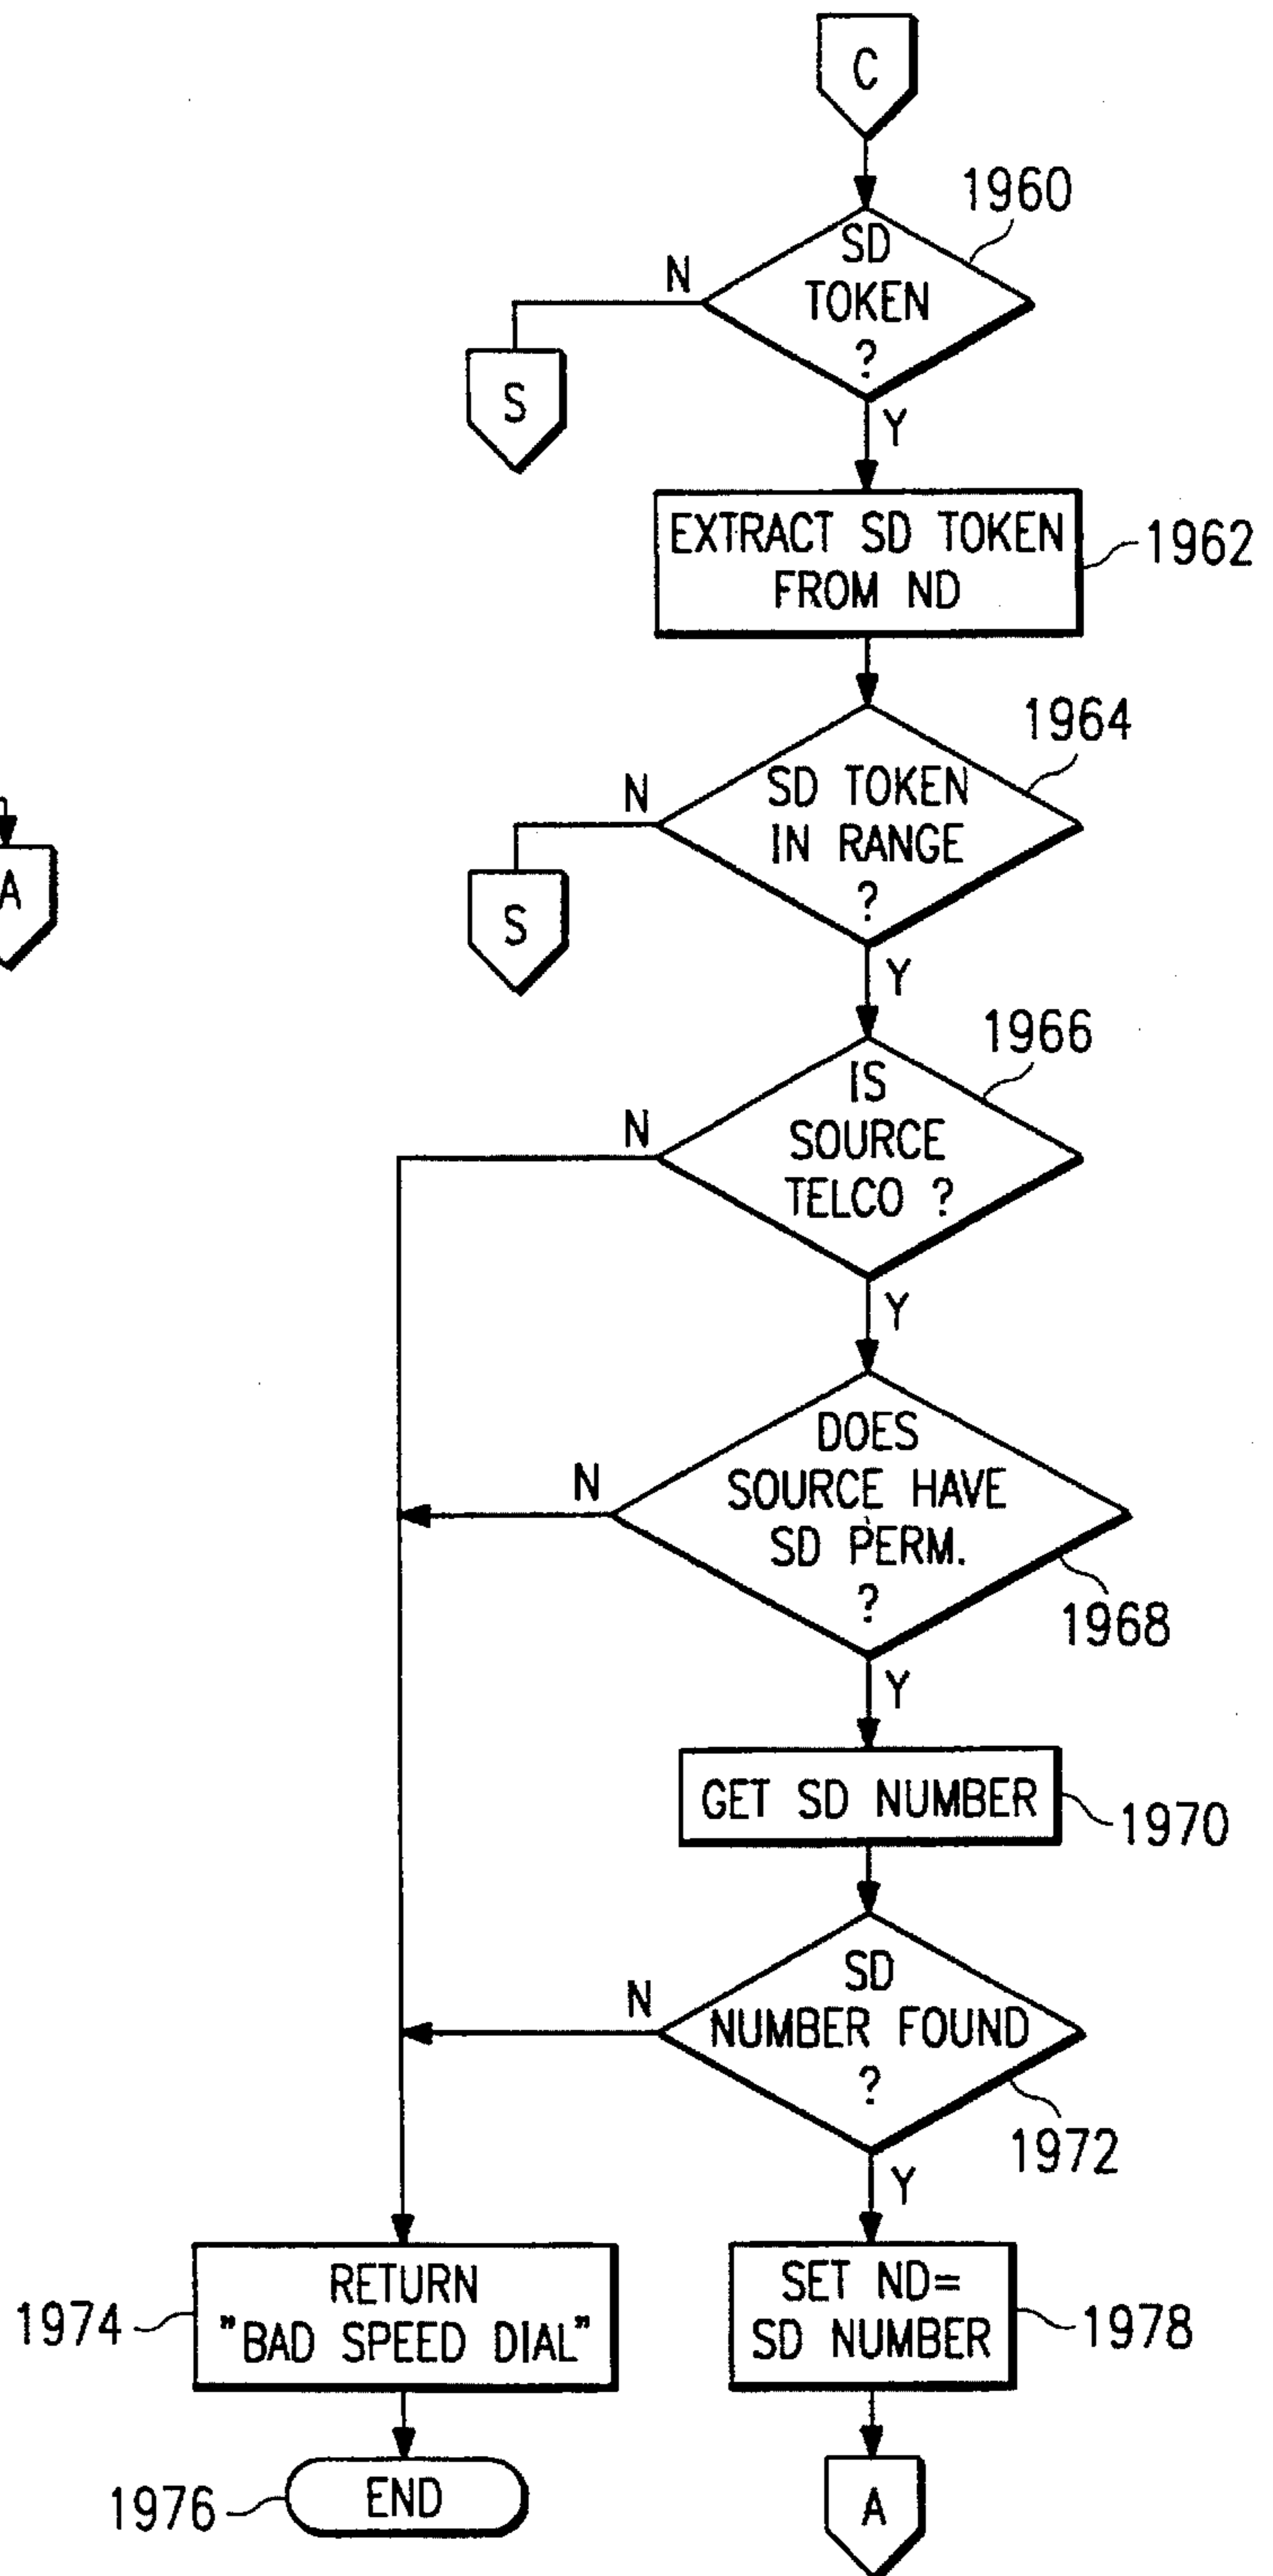 C
1960
SD
TOKEN
?
N
S
Y
EXTRACT SD TOKEN
FROM ND
1962
1964
SD TOKEN
IN RANGE
?
N
A
S
Y
1966
IS
SOURCE
TELCO ?
N
Y
DOES
SOURCE HAVE
SD PERM.
?
N
1968
Y
GET SD NUMBER
1970
SD
NUMBER FOUND
?
N
1972
Y
RETURN
"BAD SPEED DIAL"
1974
SET ND=
SD NUMBER
1978
END
1976
A